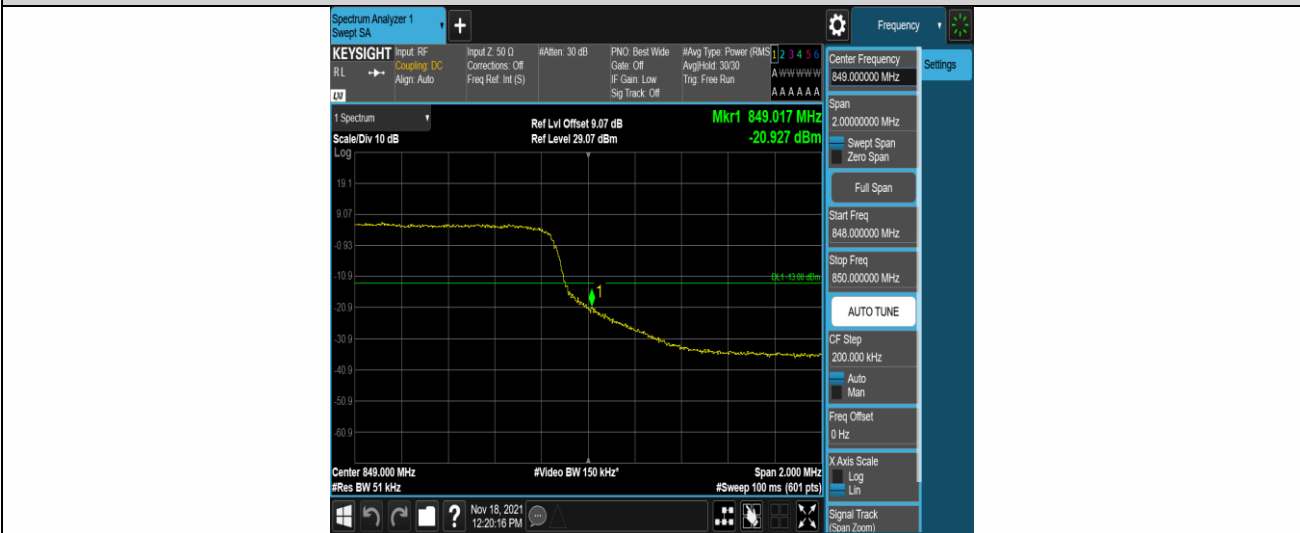 Spectrum Analyzer 1
Swept SA
+
Frequency
KEYSIGHT
R L
LXI
Input: RF
Coupling: DC
Align: Auto
Input Z: 50 Ω
Corrections: Off
Freq Ref: Int (S)
#Atten: 30 dB
PNO: Best Wide
Gate: Off
IF Gain: Low
Sig Track: Off
#Avg Type: Power (RMS
Avg|Hold: 30/30
Trig: Free Run
1 2 3 4 5 6
A W W W W W
A A A A A A
1 Spectrum
Scale/Div 10 dB
Ref Lvl Offset 9.07 dB
Ref Level 29.07 dBm
Mkr1 849.017 MHz
-20.927 dBm
Log
19.1
9.07
-0.93
-10.9
-20.9
-30.9
-40.9
-50.9
-60.9
DL1 -13.00 dBm
1
Center 849.000 MHz
#Res BW 51 kHz
#Video BW 150 kHz*
Span 2.000 MHz
#Sweep 100 ms (601 pts)
?
Nov 18, 2021
12:20:16 PM
Center Frequency
849.000000 MHz
Settings
Span
2.00000000 MHz
Swept Span
Zero Span
Full Span
Start Freq
848.000000 MHz
Stop Freq
850.000000 MHz
AUTO TUNE
CF Step
200.000 kHz
Auto
Man
Freq Offset
0 Hz
X Axis Scale
Log
Lin
Signal Track
(Span Zoom)